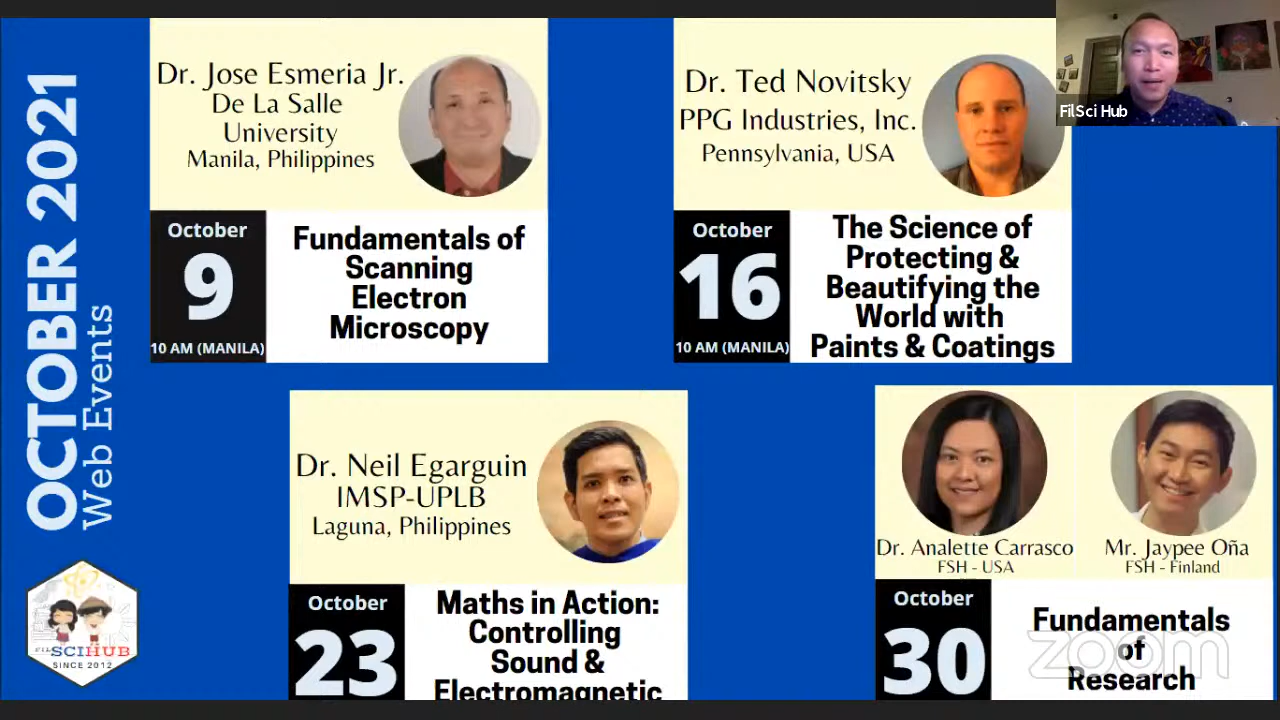 OCTOBER 2021
Web Events
Dr. Jose Esmeria Jr.
De La Salle
University
Manila, Philippines
October
9
10 AM (MANILA)
Fundamentals of
Scanning
Electron
Microscopy
Dr. Ted Novitsky
PPG Industries, Inc.
Pennsylvania, USA
October
16
10 AM (MANILA)
The Science of
Protecting &
Beautifying the
World with
Paints & Coatings
FilSci Hub
Dr. Neil Egarguin
IMSP-UPLB
Laguna, Philippines
October
23
Maths in Action:
Controlling
Sound &
Electromagnetic
Dr. Analette Carrasco
FSH - USA
Mr. Jaypee Oña
FSH - Finland
October
30
Fundamentals
of
Research
zoom
FIL SCIHUB
SINCE 2012